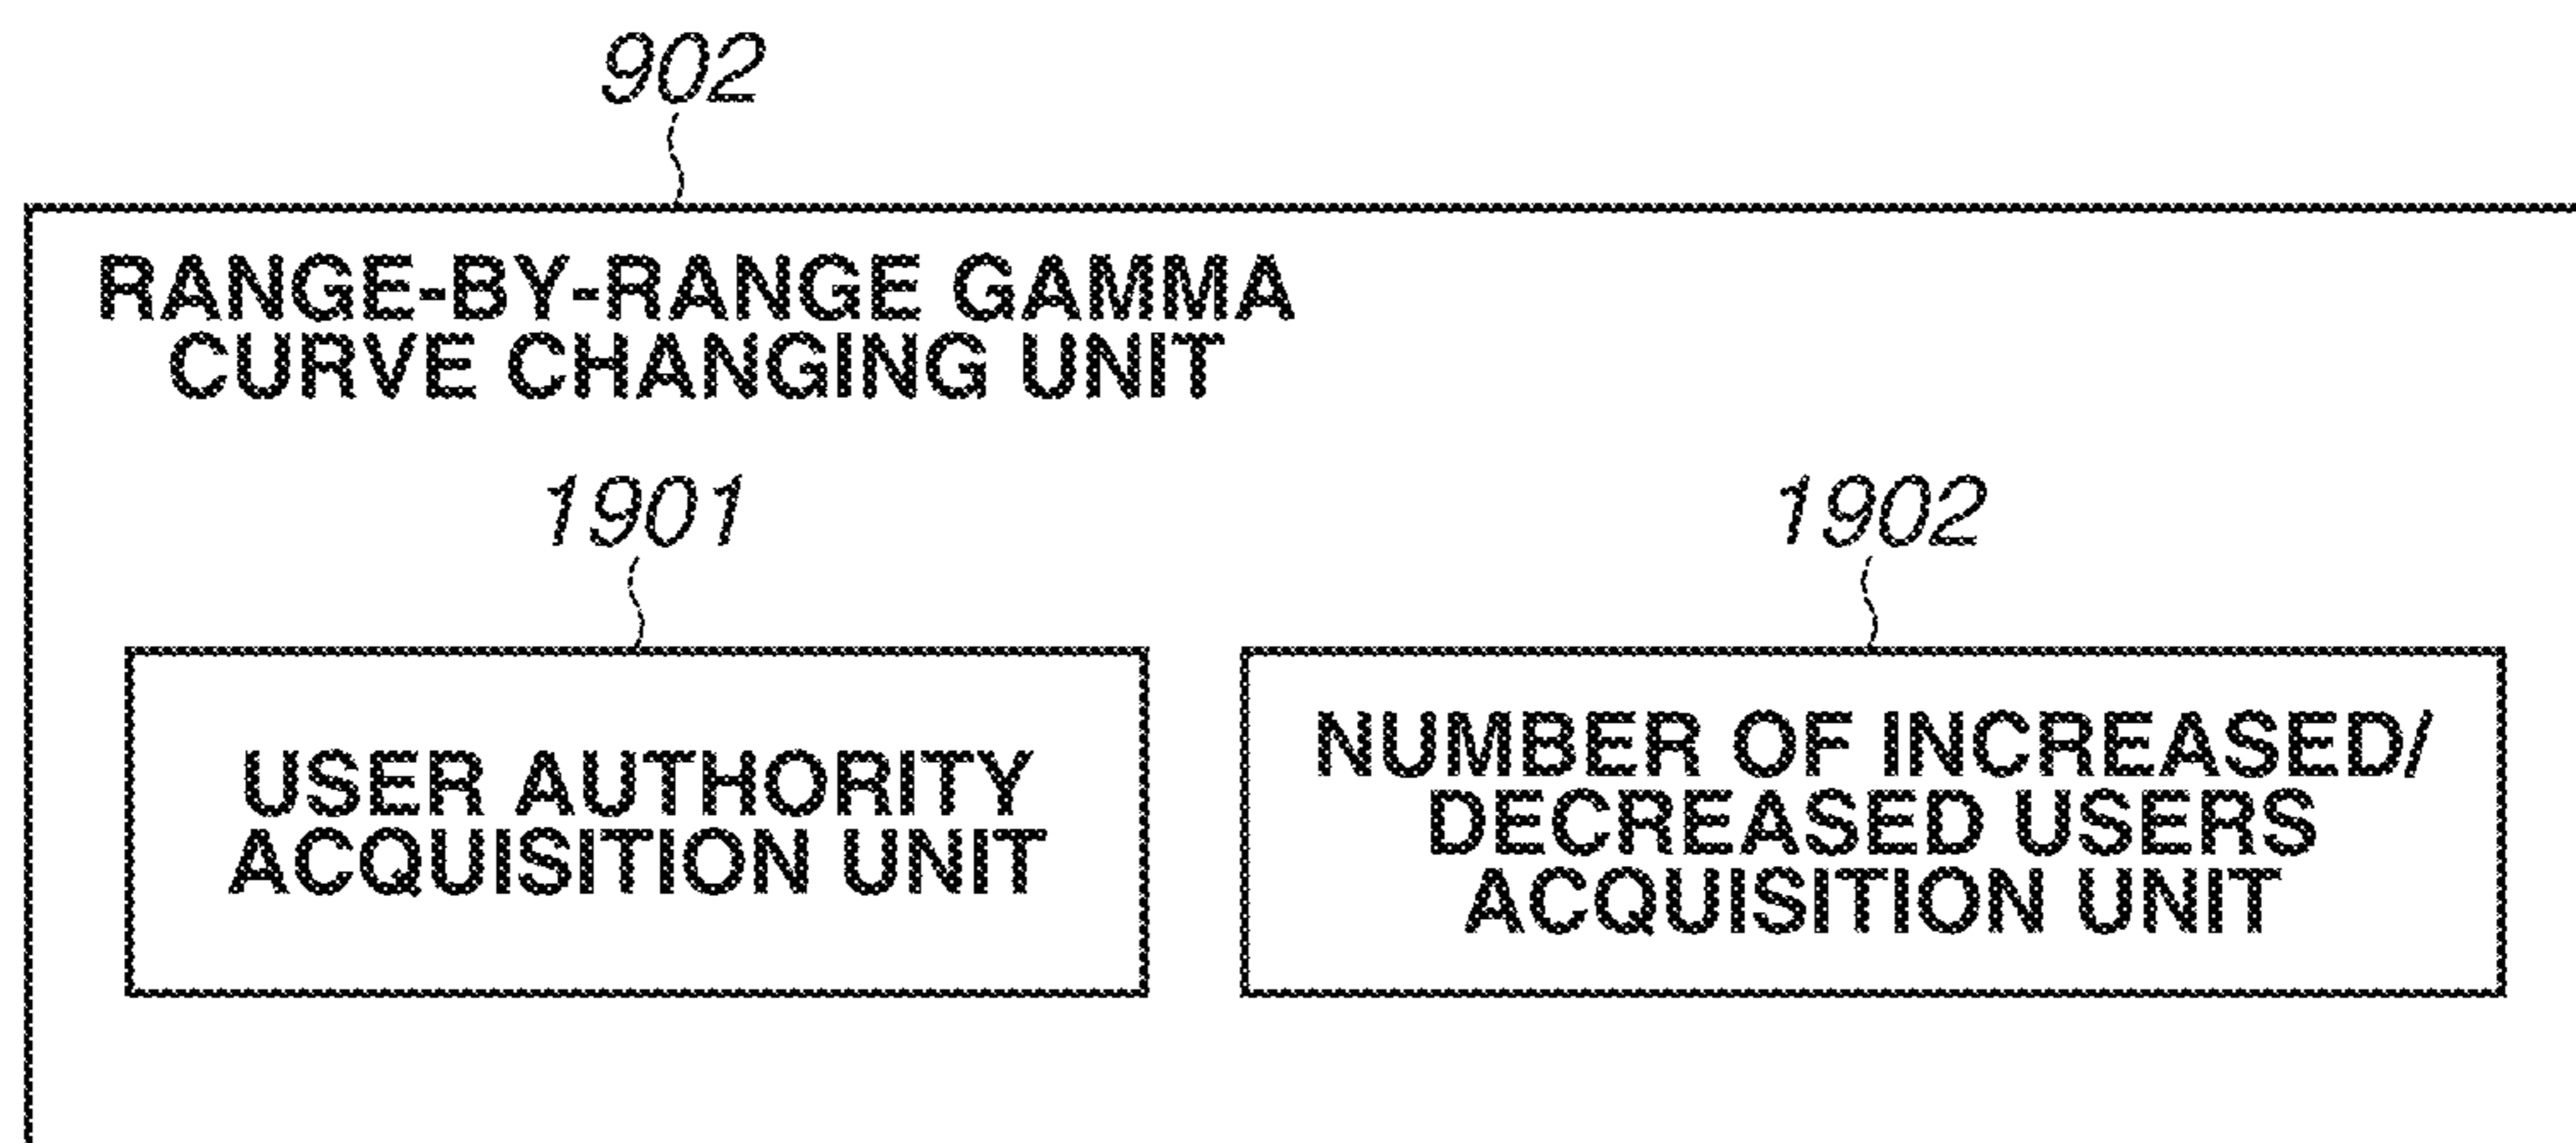 902
RANGE-BY-RANGE GAMMA
CURVE CHANGING UNIT
1901
1902
USER AUTHORITY
ACQUISITION UNIT
NUMBER OF INCREASED/
DECREASED USERS
ACQUISITION UNIT